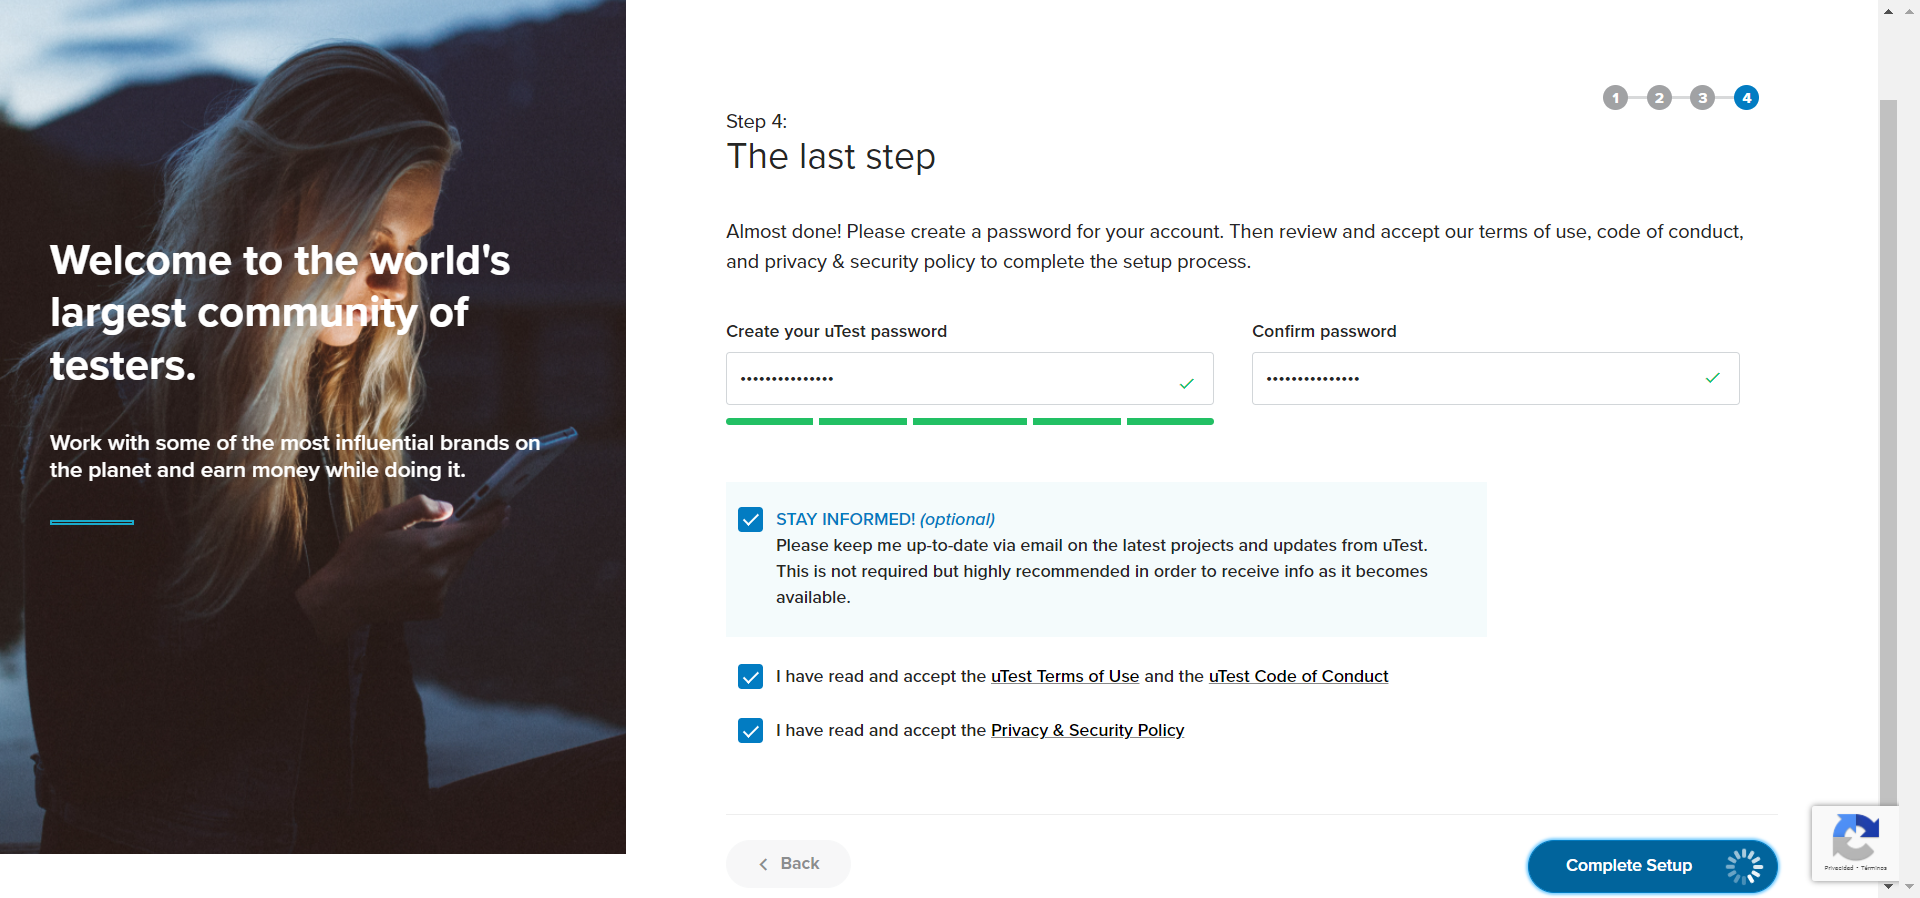 Welcome to the world's
largest community of
testers.
Work with some of the most influential brands on
the planet and earn money while doing it.
1 2 3 4
Step 4:
The last step
Almost done! Please create a password for your account. Then review and accept our terms of use, code of conduct,
and privacy & security policy to complete the setup process.
Create your uTest password
Confirm password
•••••••••••••••
•••••••••••••••
STAY INFORMED! (optional)
Please keep me up-to-date via email on the latest projects and updates from uTest.
This is not required but highly recommended in order to receive info as it becomes
available.
I have read and accept the uTest Terms of Use and the uTest Code of Conduct
I have read and accept the Privacy & Security Policy
Back
Complete Setup
Privacidad - Términos